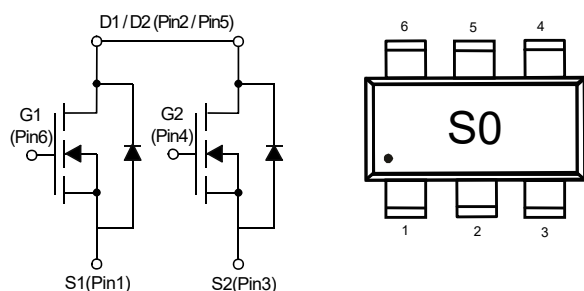 D1/D2 (Pin2/Pin5)
G1
(Pin6)
G2
(Pin4)
S1(Pin1)
S2(Pin3)
6 5 4
S0
1 2 3